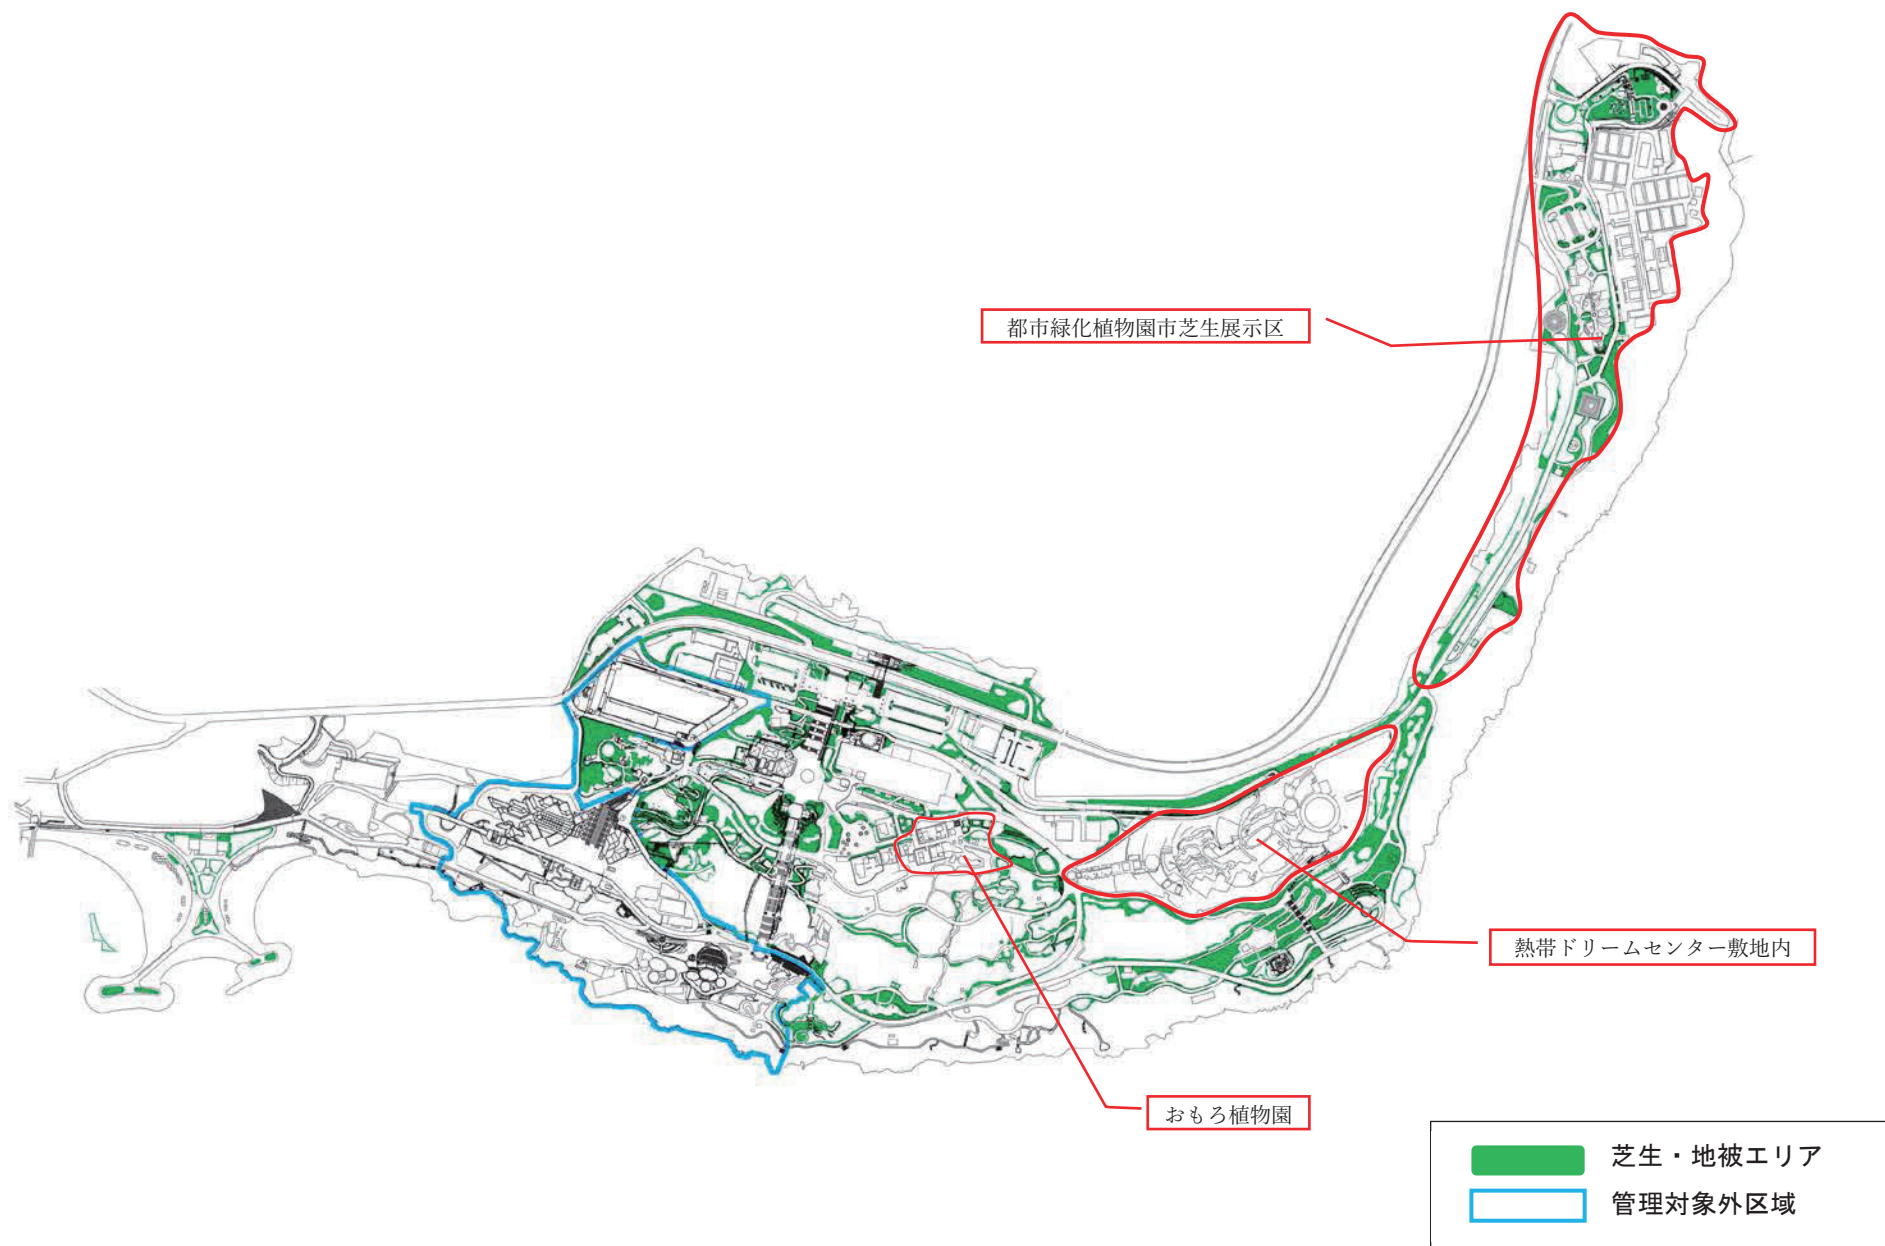 都市緑化植物園市芝生展示区
熱帯ドリームセンター敷地内
おもろ植物園
芝生・地被エリア
管理対象外区域